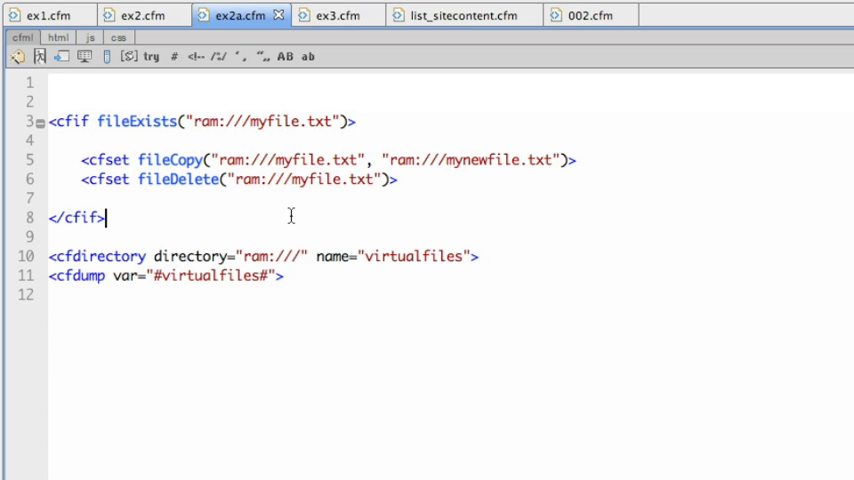 ex1.cfm ex2.cfm ex2a.cfm ex3.cfm list_sitecontent.cfm 002.cfm
cfml html js css
try # <!-- /*/ AB ab
1
2
3 <cfif fileExists("ram:///myfile.txt")>
4
5 <cfset fileCopy("ram:///myfile.txt", "ram:///mynewfile.txt")>
6 <cfset fileDelete("ram:///myfile.txt")>
7
8 </cfif>
9
10 <cfdirectory directory="ram:///" name="virtualfiles">
11 <cfdump var="#virtualfiles#">
12